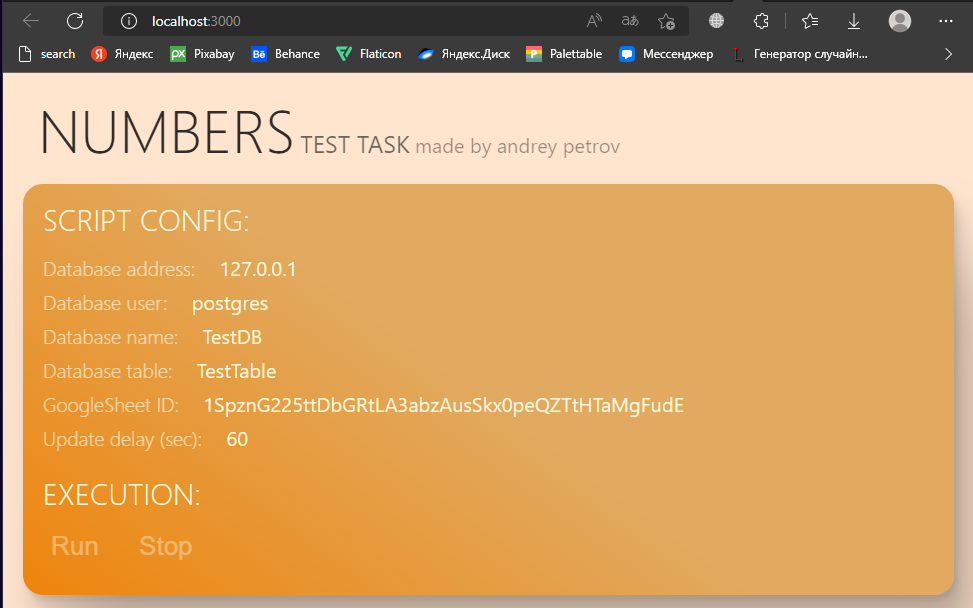 localhost:3000
search Яндекс Pixabay Behance Flaticon Яндекс.Диск Palettable Мессенджер Генератор случайн...
NUMBERS TEST TASK made by andrey petrov
SCRIPT CONFIG:
Database address: 127.0.0.1
Database user: postgres
Database name: TestDB
Database table: TestTable
GoogleSheet ID: 1SpznG225ttDbGRtLA3abzAusSkx0peQZTtHTaMgFudE
Update delay (sec): 60
EXECUTION:
Run Stop